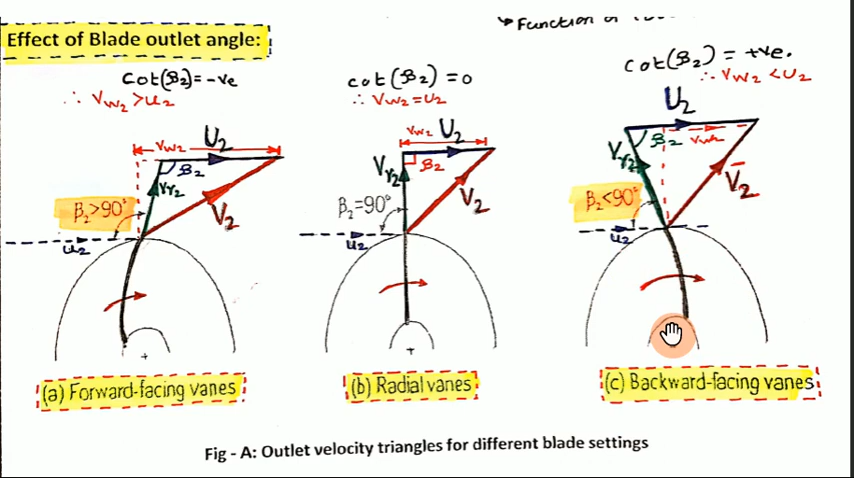 Function of
Effect of Blade outlet angle:
cot(β₂) = -ve
∴ Vw₂ > u₂
cot(β₂) = 0
∴ Vw₂ = U₂
cot(β₂) = +ve.
∴ Vw₂ < U₂
Vw₂ U₂
β₂
Vr₂
V₂
β₂>90°
u₂
Vw₂ U₂
β₂
Vr₂
V₂
β₂=90°
u₂
U₂
β₂ Vw₂
Vr₂
V₂
β₂<90°
u₂
(a) Forward-facing vanes
(b) Radial vanes
(c) Backward-facing vanes
Fig - A: Outlet velocity triangles for different blade settings